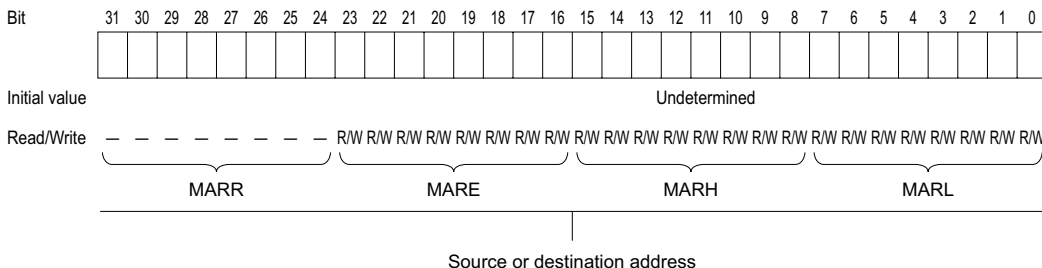 Bit 31 30 29 28 27 26 25 24 23 22 21 20 19 18 17 16 15 14 13 12 11 10 9 8 7 6 5 4 3 2 1 0
Initial value Undetermined
Read/Write — — — — — — — — R/W R/W R/W R/W R/W R/W R/W R/W R/W R/W R/W R/W R/W R/W R/W R/W R/W R/W R/W R/W R/W R/W R/W R/W
MARR MARE MARH MARL
Source or destination address